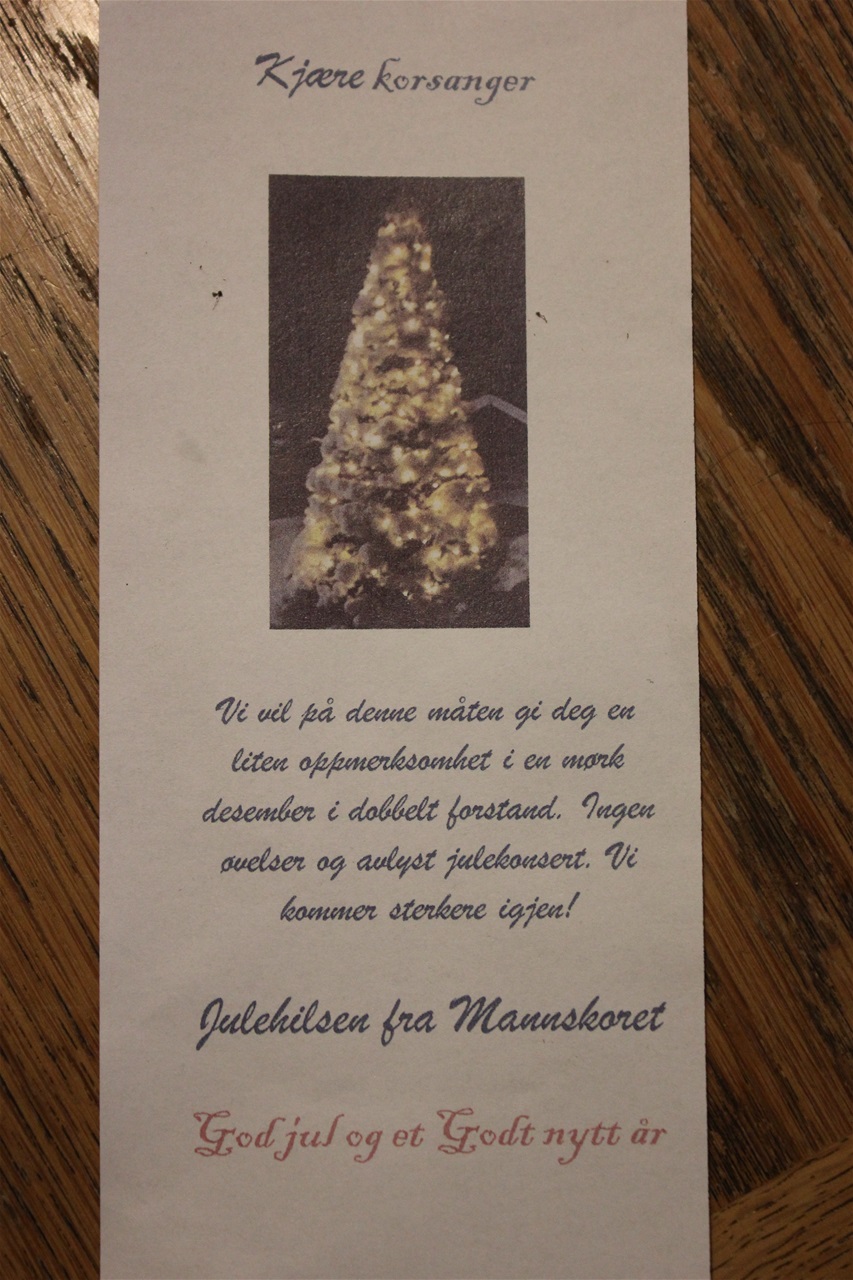 Kjære korsanger
Vi vil på denne måten gi deg en
liten oppmerksomhet i en mørk
desember i dobbelt forstand. Ingen
øvelser og avlyst julekonsert. Vi
kommer sterkere igjen!
Julehilsen fra Mannskoret
God jul og et Godt nytt år